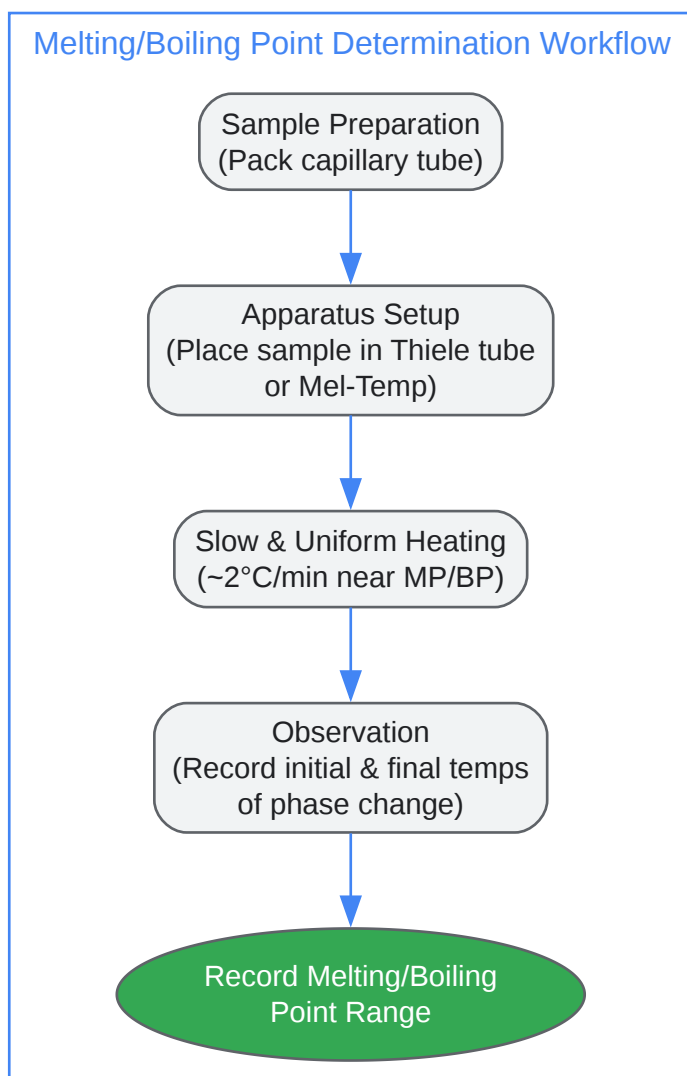 Melting/Boiling Point Determination Workflow
Sample Preparation
(Pack capillary tube)
Apparatus Setup
(Place sample in Thiele tube
or Mel-Temp)
Slow & Uniform Heating
(~2°C/min near MP/BP)
Observation
(Record initial & final temps
of phase change)
Record Melting/Boiling
Point Range